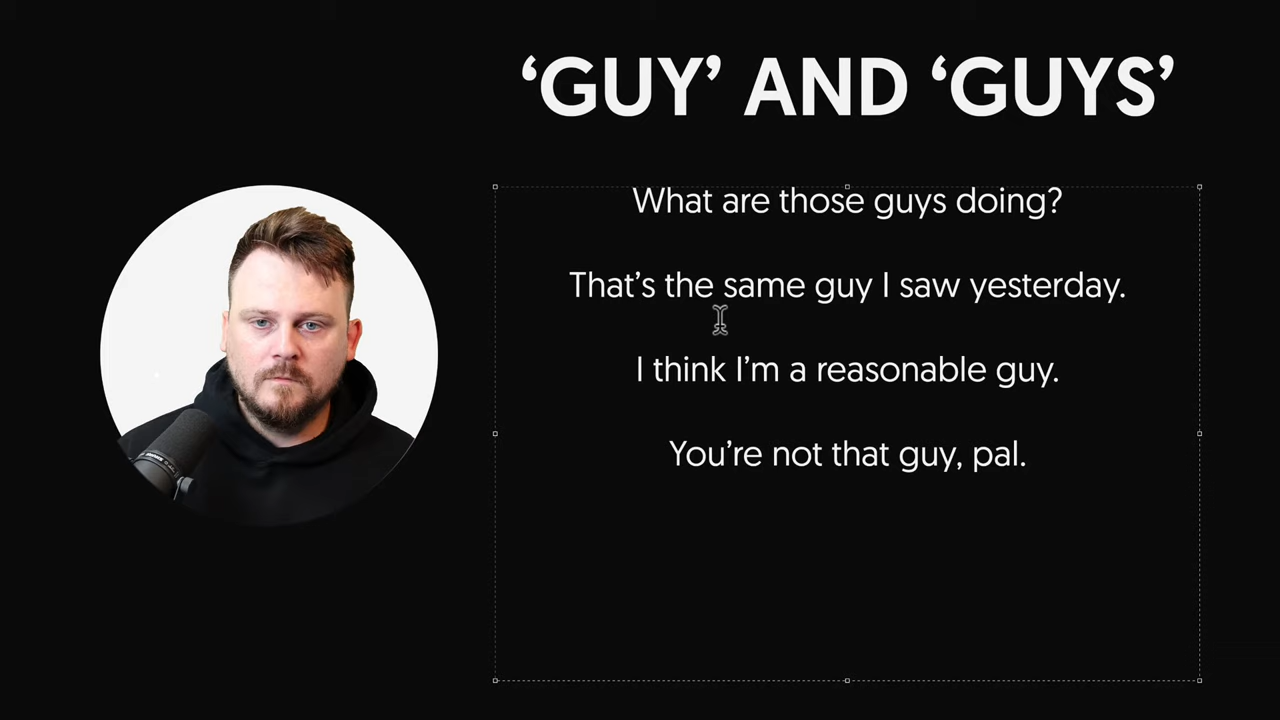 ‘GUY’ AND ‘GUYS’
What are those guys doing?
That’s the same guy I saw yesterday.
I think I’m a reasonable guy.
You’re not that guy, pal.